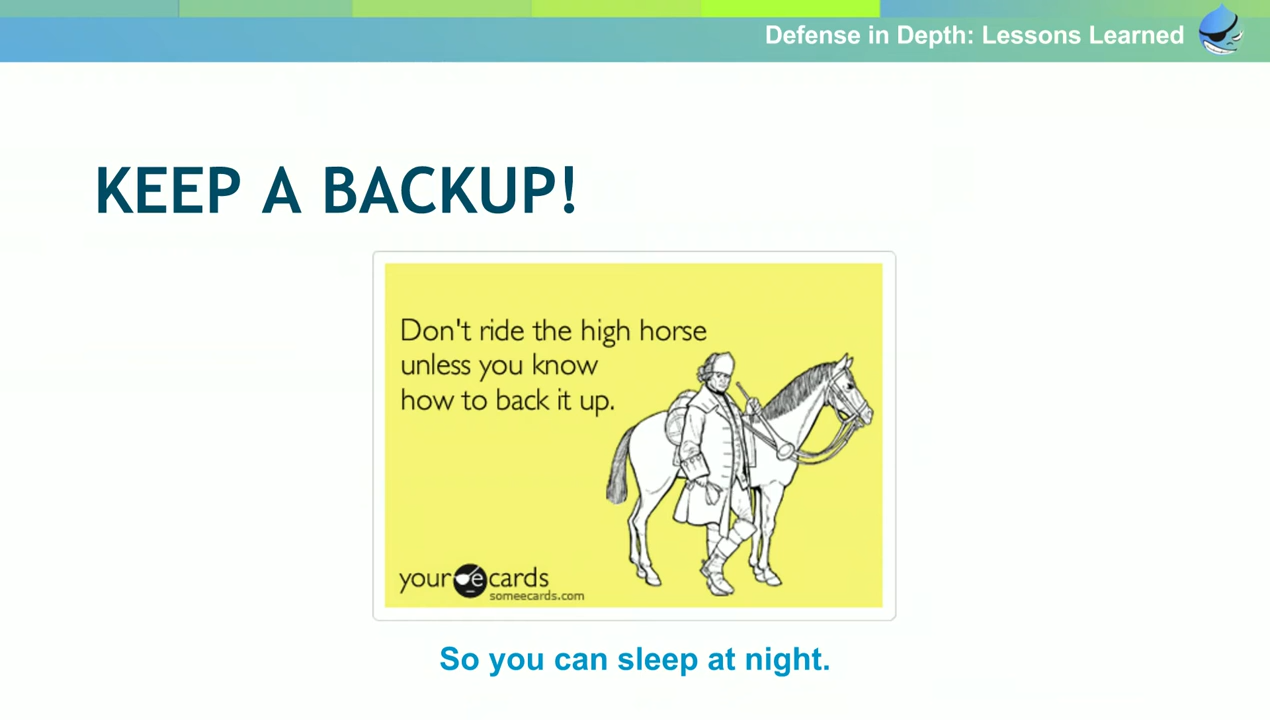 Defense in Depth: Lessons Learned
KEEP A BACKUP!
Don't ride the high horse
unless you know
how to back it up.
your e cards
someecards.com
So you can sleep at night.